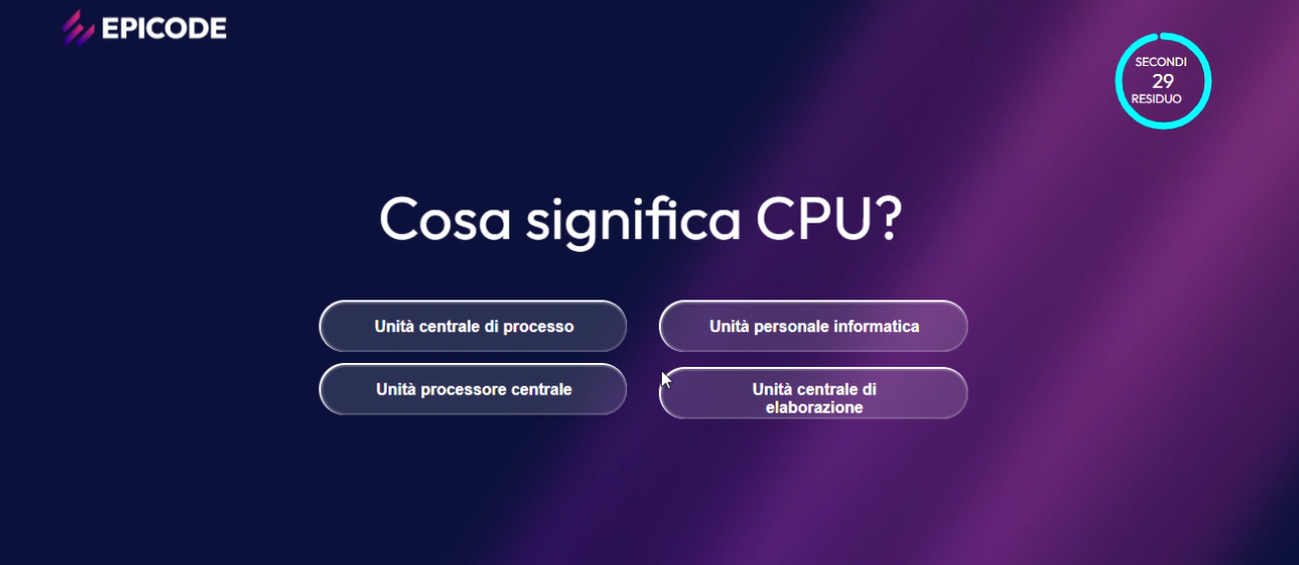 EPICODE
SECONDI
29
RESIDUO
Cosa significa CPU?
Unità centrale di processo
Unità personale informatica
Unità processore centrale
Unità centrale di
elaborazione